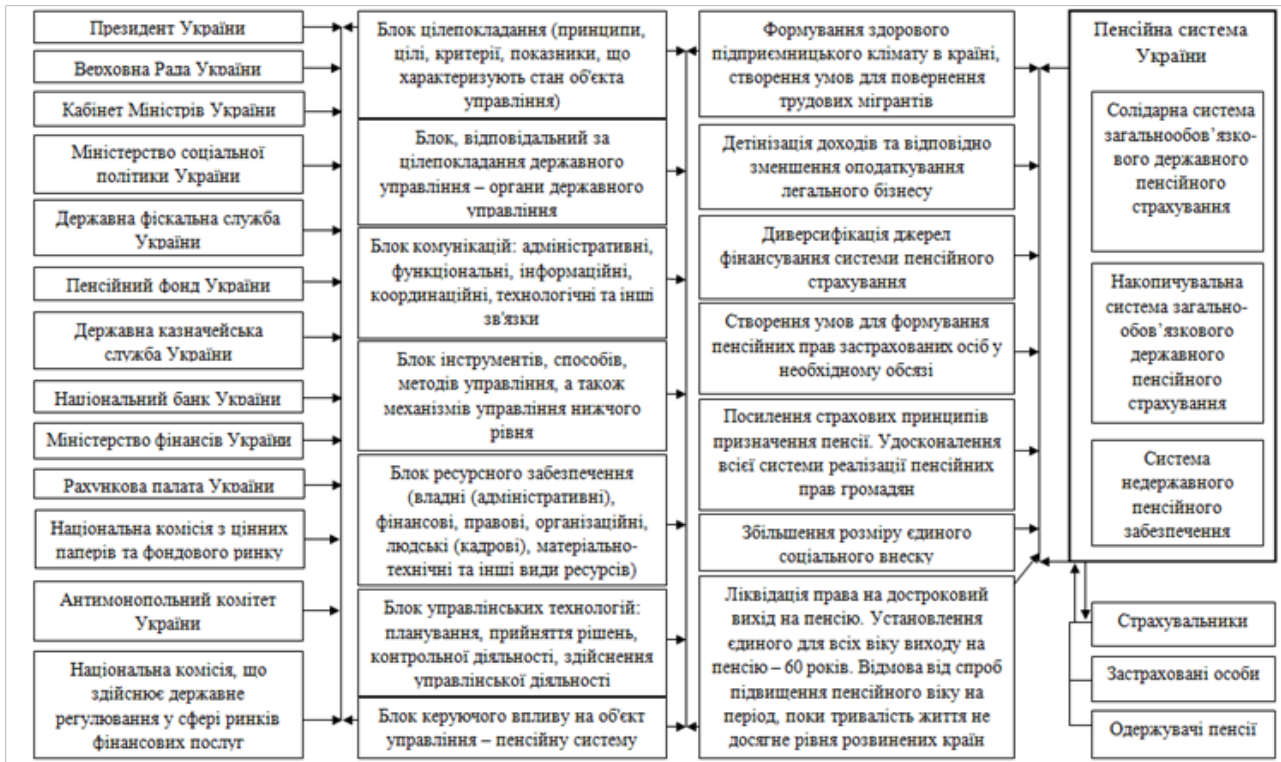 Президент України
Верховна Рада України
Кабінет Міністрів України
Міністерство соціальної
політики України
Державна фіскальна служба
України
Пенсійний фонд України
Державна казначейська
служба України
Національний банк України
Міністерство фінансів України
Рахункова палата України
Національна комісія з цінних
паперів та фондового ринку
Антимонопольний комітет
України
Національна комісія, що
здійснює державне
регулювання у сфері ринків
фінансових послуг
Блок цілепокладання (принципи,
цілі, критерії, показники, що
характеризують стан об'єкта
управління)
Блок, відповідальний за
цілепокладання державного
управління – органи державного
управління
Блок комунікацій: адміністративні,
функціональні, інформаційні,
координаційні, технологічні та інші
зв'язки
Блок інструментів, способів,
методів управління, а також
механізмів управління нижчого
рівня
Блок ресурсного забезпечення
(владні (адміністративні),
фінансові, правові, організаційні,
людські (кадрові), матеріально-
технічні та інші види ресурсів)
Блок управлінських технологій:
планування, прийняття рішень,
контрольної діяльності, здійснення
управлінської діяльності
Блок керуючого впливу на об'єкт
управління – пенсійну систему
Формування здорового
підприємницького клімату в країні,
створення умов для повернення
трудових мігрантів
Детінізація доходів та відповідно
зменшення оподаткування
легального бізнесу
Диверсифікація джерел
фінансування системи пенсійного
страхування
Створення умов для формування
пенсійних прав застрахованих осіб у
необхідному обсязі
Посилення страхових принципів
призначення пенсії. Удосконалення
всієї системи реалізації пенсійних
прав громадян
Збільшення розміру єдиного
соціального внеску
Ліквідація права на достроковий
вихід на пенсію. Установлення
єдиного для всіх віку виходу на
пенсію – 60 років. Відмова від спроб
підвищення пенсійного віку на
період, поки тривалість життя не
досягне рівня розвинених країн
Пенсійна система
України
Солідарна система
загальнообов’язко-
вого державного
пенсійного
страхування
Накопичувальна
система загально-
обов’язкового
державного
пенсійного
страхування
Система
недержавного
пенсійного
забезпечення
Страхувальники
Застраховані особи
Одержувачі пенсії